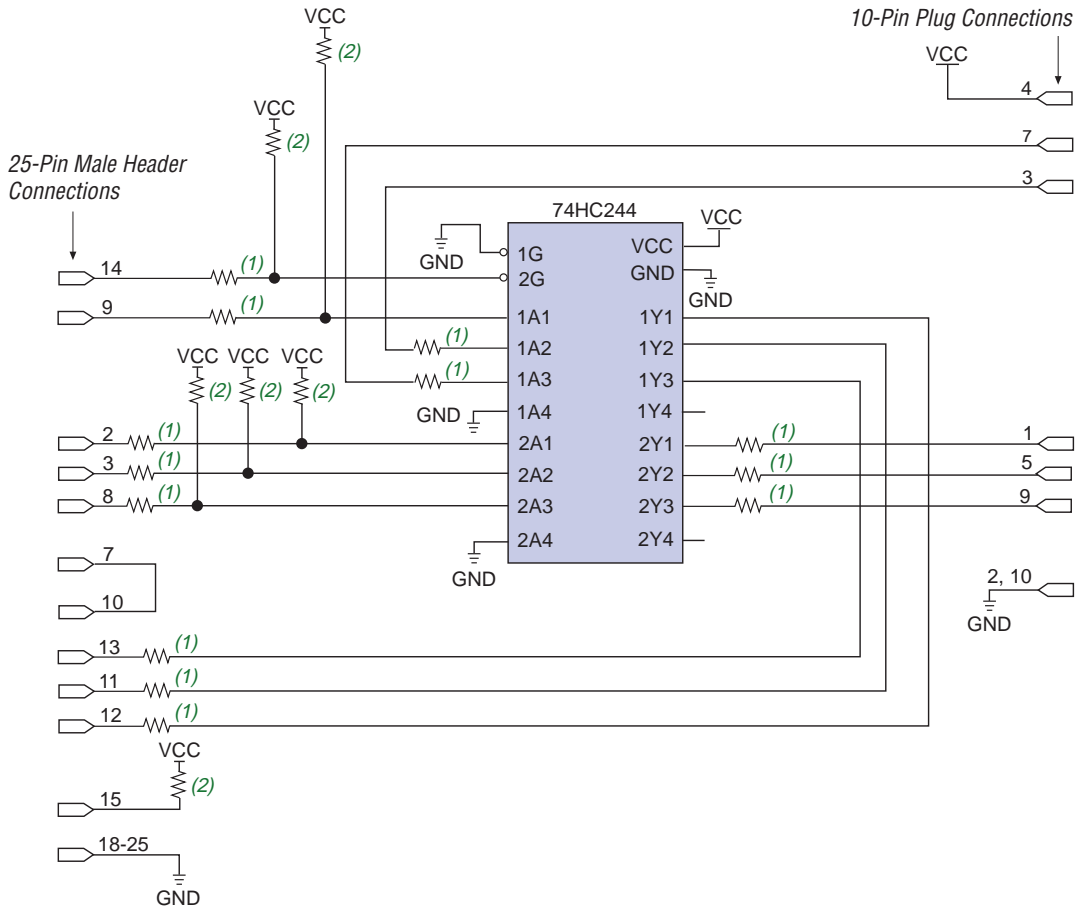 VCC
(2)
10-Pin Plug Connections
VCC
4
VCC
(2)
7
25-Pin Male Header
Connections
3
74HC244
VCC
GND
1G
VCC
14
(1)
2G
GND
GND
9
(1)
1A1
1Y1
(1)
1A2
1Y2
VCC VCC VCC
(1)
1A3
1Y3
(2)
(2)
(2)
GND
1A4
1Y4
2
(1)
2A1
2Y1
(1)
1
3
(1)
2A2
2Y2
(1)
5
8
(1)
2A3
2Y3
(1)
9
2A4
2Y4
GND
7
2, 10
GND
10
13
(1)
11
(1)
12
(1)
VCC
(2)
15
18-25
GND